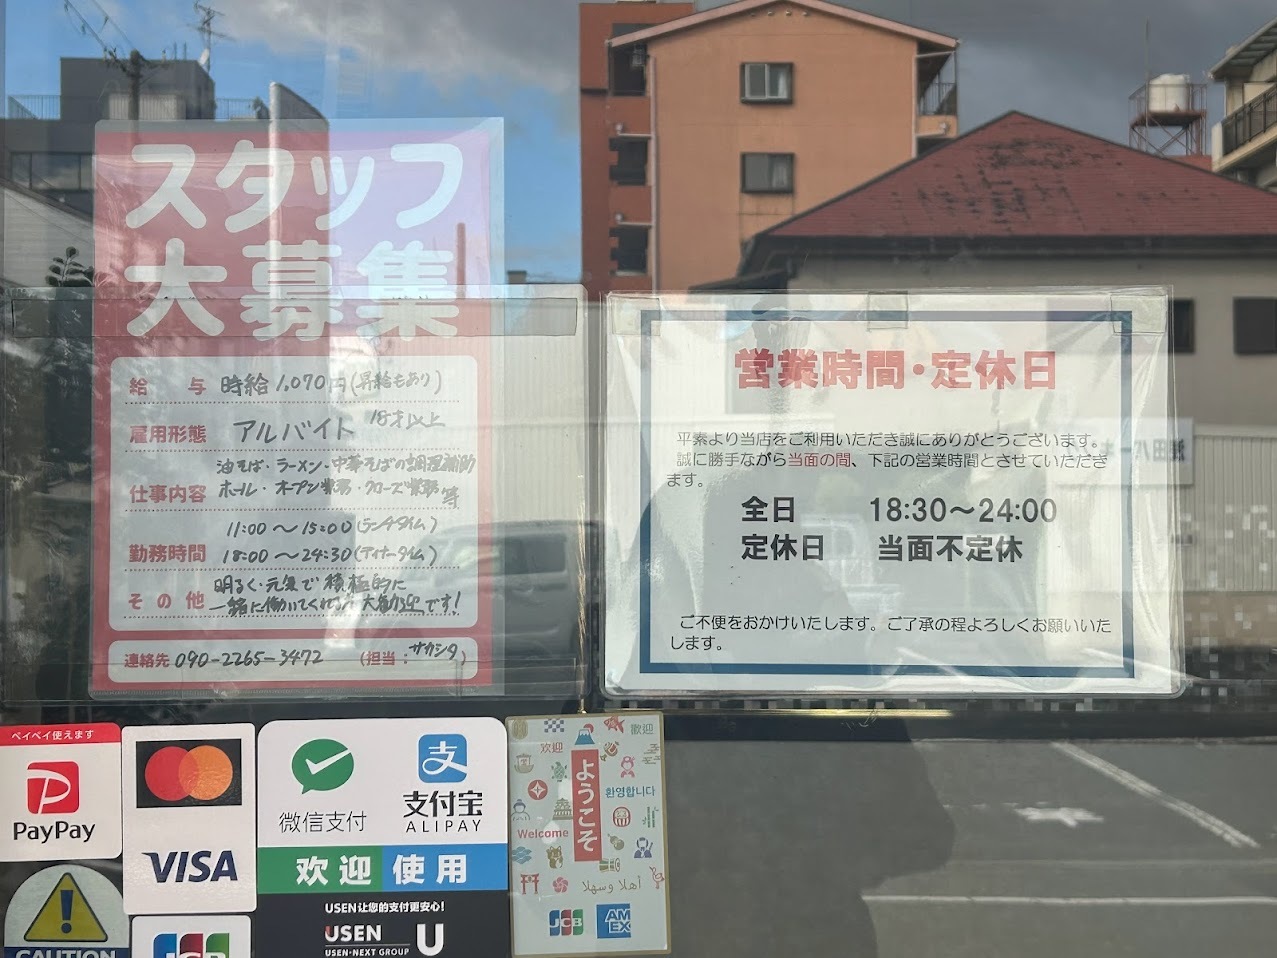 スタッフ
大募集
給与 時給1,070円(昇給もあり)
雇用形態 アルバイト 18才以上
油そば・ラーメン・中華そばの調理補助
仕事内容 ホール・オープン業務・クローズ業務 等
11:00〜15:00(ランチタイム)
勤務時間 18:00〜24:30(ディナータイム)
明るく・元気で積極的に
その他 一緒に働いてくれる方大歓迎です!
連絡先 090-2265-3472 (担当:サカシタ)
営業時間・定休日
平素より当店をご利用いただき誠にありがとうございます。
誠に勝手ながら当面の間、下記の営業時間とさせていただき
ます。
全日 18:30〜24:00
定休日 当面不定休
ご不便をおかけいたします。ご了承の程よろしくお願いいた
します。
ペイペイ使えます
PayPay
VISA
JCB
CAUTION
微信支付
支
支付宝
ALIPAY
欢迎 使用
USEN让您的支付更安心!
USEN
USEN-NEXT GROUP
U
歓迎
欢迎
ようこそ
환영합니다
Welcome
أهلا وسهلا
JCB
AMEX